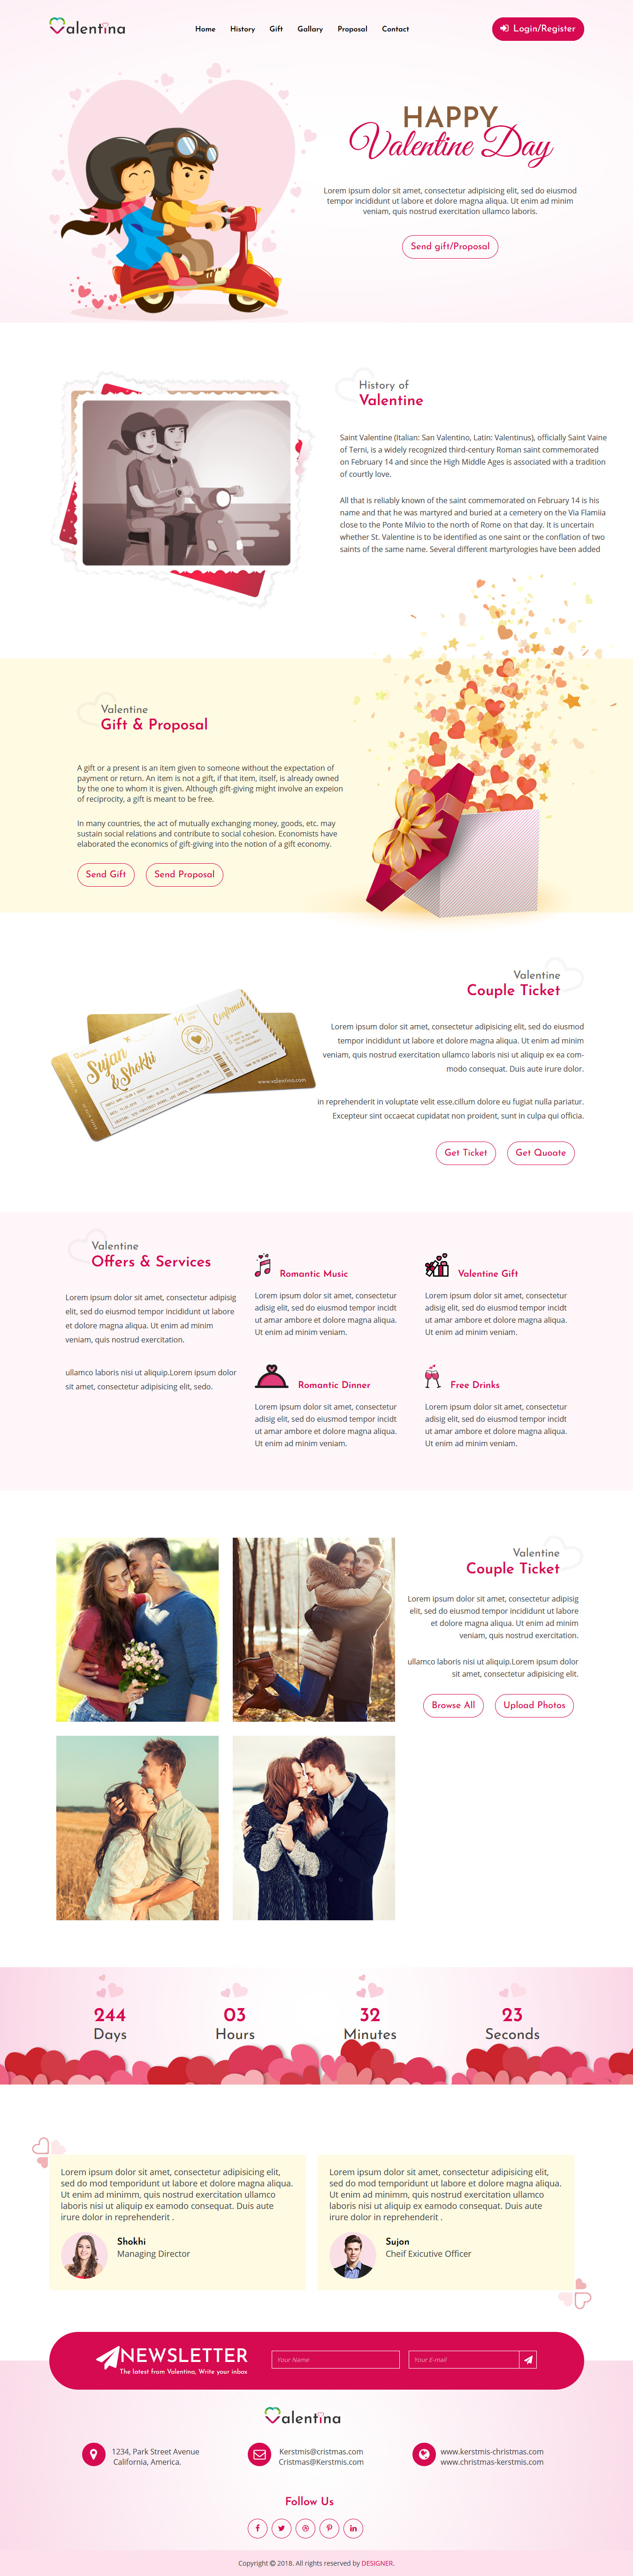 Valentina
Home History Gift Gallary Proposal Contact
Login/Register
HAPPY
Valentine Day
Lorem ipsum dolor sit amet, consectetur adipisicing elit, sed do eiusmod
tempor incididunt ut labore et dolore magna aliqua. Ut enim ad minim
veniam, quis nostrud exercitation ullamco laboris.
Send gift/Proposal
History of
Valentine
Saint Valentine (Italian: San Valentino, Latin: Valentinus), officially Saint Vaine
of Terni, is a widely recognized third-century Roman saint commemorated
on February 14 and since the High Middle Ages is associated with a tradition
of courtly love.
All that is reliably known of the saint commemorated on February 14 is his
name and that he was martyred and buried at a cemetery on the Via Flamiia
close to the Ponte Milvio to the north of Rome on that day. It is uncertain
whether St. Valentine is to be identified as one saint or the conflation of two
saints of the same name. Several different martyrologies have been added
Valentine
Gift & Proposal
A gift or a present is an item given to someone without the expectation of
payment or return. An item is not a gift, if that item, itself, is already owned
by the one to whom it is given. Although gift-giving might involve an expeion
of reciprocity, a gift is meant to be free.
In many countries, the act of mutually exchanging money, goods, etc. may
sustain social relations and contribute to social cohesion. Economists have
elaborated the economics of gift-giving into the notion of a gift economy.
Send Gift Send Proposal
Confirmed
Sujan
& Shokhi
www.valentina.com
Valentine
Couple Ticket
Lorem ipsum dolor sit amet, consectetur adipisicing elit, sed do eiusmod
tempor incididunt ut labore et dolore magna aliqua. Ut enim ad minim
veniam, quis nostrud exercitation ullamco laboris nisi ut aliquip ex ea com-
modo consequat. Duis aute irure dolor.
in reprehenderit in voluptate velit esse.cillum dolore eu fugiat nulla pariatur.
Excepteur sint occaecat cupidatat non proident, sunt in culpa qui officia.
Get Ticket Get Quoate
Valentine
Offers & Services
Lorem ipsum dolor sit amet, consectetur adipisig
elit, sed do eiusmod tempor incididunt ut labore
et dolore magna aliqua. Ut enim ad minim
veniam, quis nostrud exercitation.
ullamco laboris nisi ut aliquip.Lorem ipsum dolor
sit amet, consectetur adipisicing elit, sedo.
Romantic Music
Lorem ipsum dolor sit amet, consectetur
adisig elit, sed do eiusmod tempor incidt
ut amar ambore et dolore magna aliqua.
Ut enim ad minim veniam.
Valentine Gift
Lorem ipsum dolor sit amet, consectetur
adisig elit, sed do eiusmod tempor incidt
ut amar ambore et dolore magna aliqua.
Ut enim ad minim veniam.
Romantic Dinner
Lorem ipsum dolor sit amet, consectetur
adisig elit, sed do eiusmod tempor incidt
ut amar ambore et dolore magna aliqua.
Ut enim ad minim veniam.
Free Drinks
Lorem ipsum dolor sit amet, consectetur
adisig elit, sed do eiusmod tempor incidt
ut amar ambore et dolore magna aliqua.
Ut enim ad minim veniam.
Valentine
Couple Ticket
Lorem ipsum dolor sit amet, consectetur adipisig
elit, sed do eiusmod tempor incididunt ut labore
et dolore magna aliqua. Ut enim ad minim
veniam, quis nostrud exercitation.
ullamco laboris nisi ut aliquip.Lorem ipsum dolor
sit amet, consectetur adipisicing elit.
Browse All Upload Photos
244 03 32 23
Days Hours Minutes Seconds
Lorem ipsum dolor sit amet, consectetur adipisicing elit,
sed do mod temporidunt ut labore et dolore magna aliqua.
Ut enim ad minimm, quis nostrud exercitation ullamco
laboris nisi ut aliquip ex eamodo consequat. Duis aute
irure dolor in reprehenderit .
Shokhi
Managing Director
Lorem ipsum dolor sit amet, consectetur adipisicing elit,
sed do mod temporidunt ut labore et dolore magna aliqua.
Ut enim ad minimm, quis nostrud exercitation ullamco
laboris nisi ut aliquip ex eamodo consequat. Duis aute
irure dolor in reprehenderit .
Sujon
Cheif Exicutive Officer
NEWSLETTER
The latest from Valentina, Write your inbox
Your Name
Your E-mail
Valentina
1234, Park Street Avenue
California, America.
Kerstmis@cristmas.com
Cristmas@Kerstmis.com
www.kerstmis-christmas.com
www.christmas-kerstmis.com
Follow Us
Copyright © 2018. All rights reserved by DESIGNER.